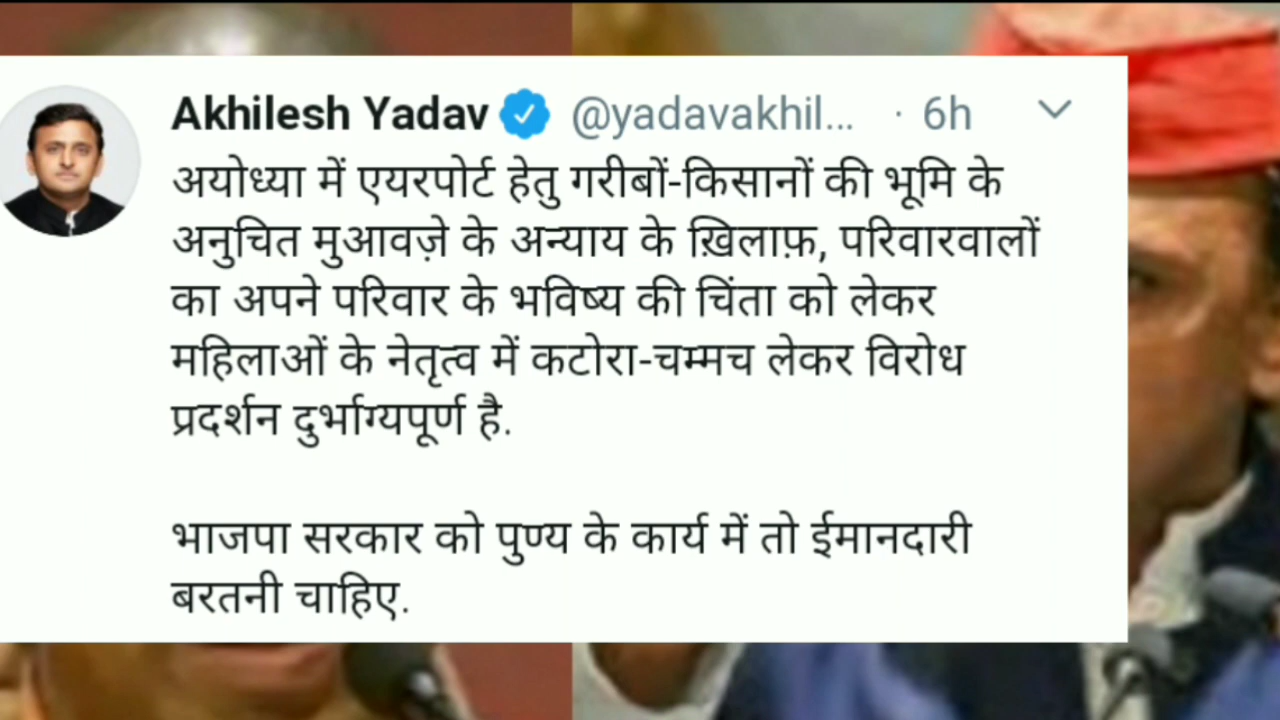 Akhilesh Yadav @yadavakhil... · 6h
अयोध्या में एयरपोर्ट हेतु गरीबों-किसानों की भूमि के
अनुचित मुआवज़े के अन्याय के ख़िलाफ़, परिवारवालों
का अपने परिवार के भविष्य की चिंता को लेकर
महिलाओं के नेतृत्व में कटोरा-चम्मच लेकर विरोध
प्रदर्शन दुर्भाग्यपूर्ण है.
भाजपा सरकार को पुण्य के कार्य में तो ईमानदारी
बरतनी चाहिए.